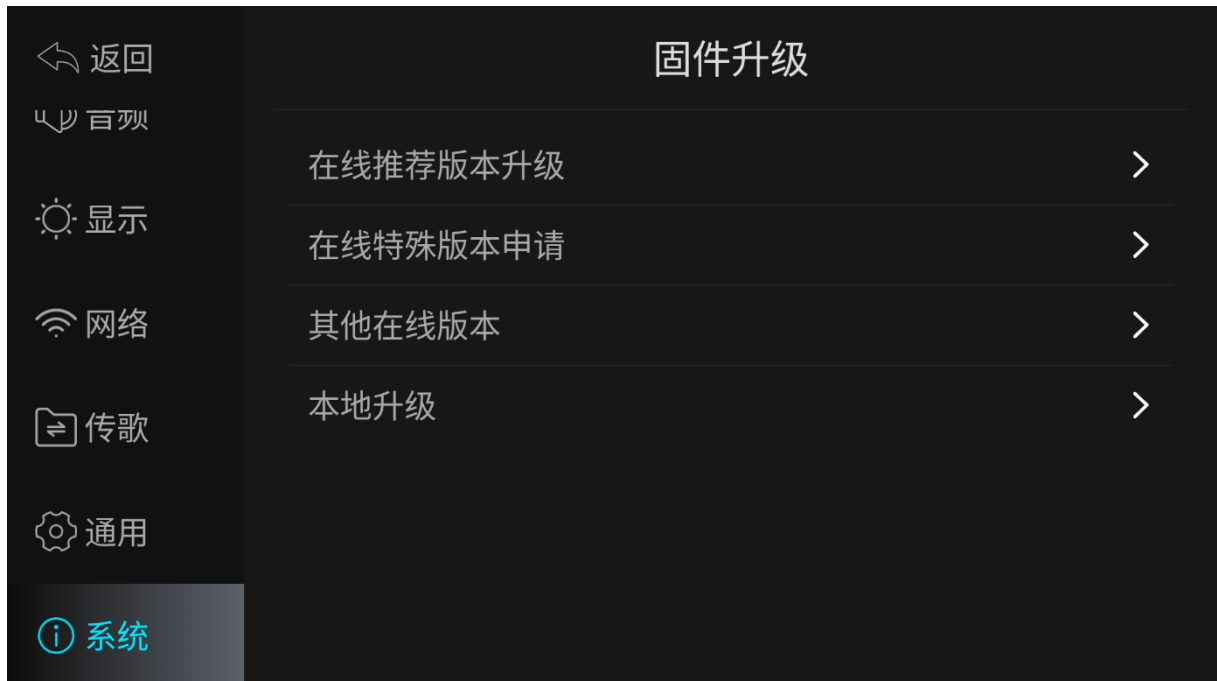 返回
固件升级
音频
显示
网络
传歌
通用
系统
在线推荐版本升级
在线特殊版本申请
其他在线版本
本地升级